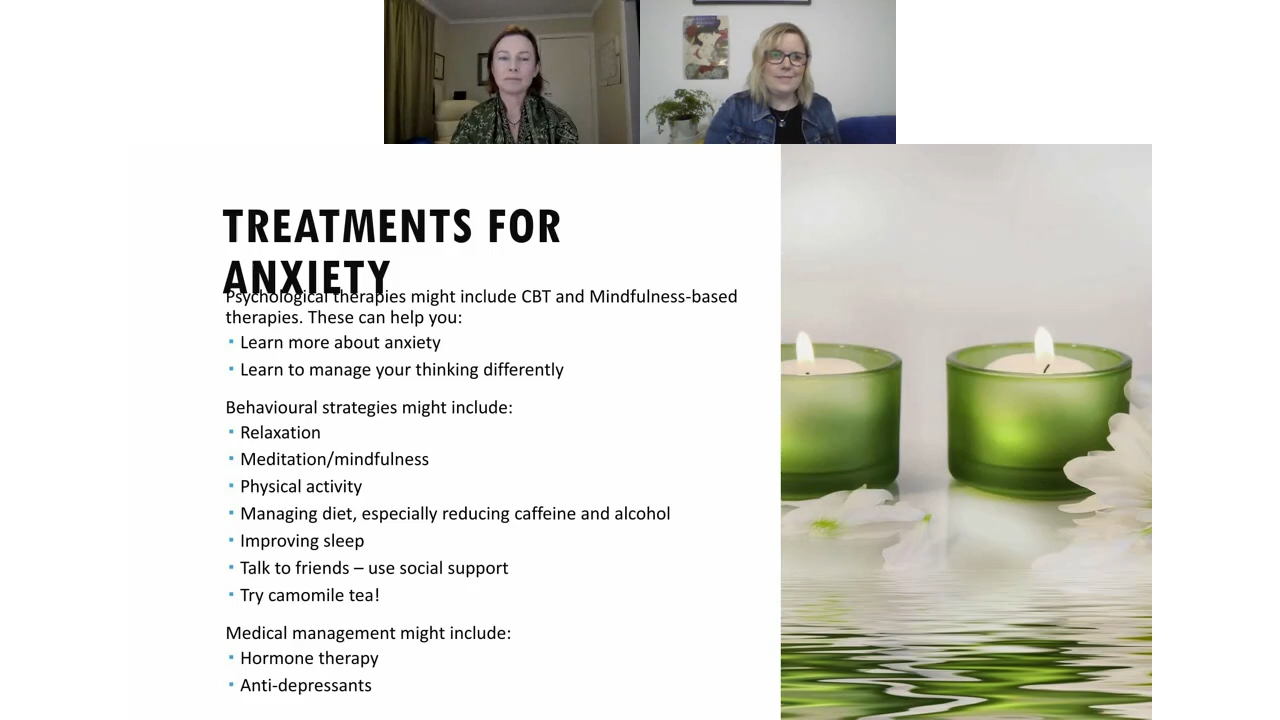 TREATMENTS FOR
ANXIETY
Psychological therapies might include CBT and Mindfulness-based
therapies. These can help you:
▪ Learn more about anxiety
▪ Learn to manage your thinking differently
Behavioural strategies might include:
▪ Relaxation
▪ Meditation/mindfulness
▪ Physical activity
▪ Managing diet, especially reducing caffeine and alcohol
▪ Improving sleep
▪ Talk to friends – use social support
▪ Try camomile tea!
Medical management might include:
▪ Hormone therapy
▪ Anti-depressants